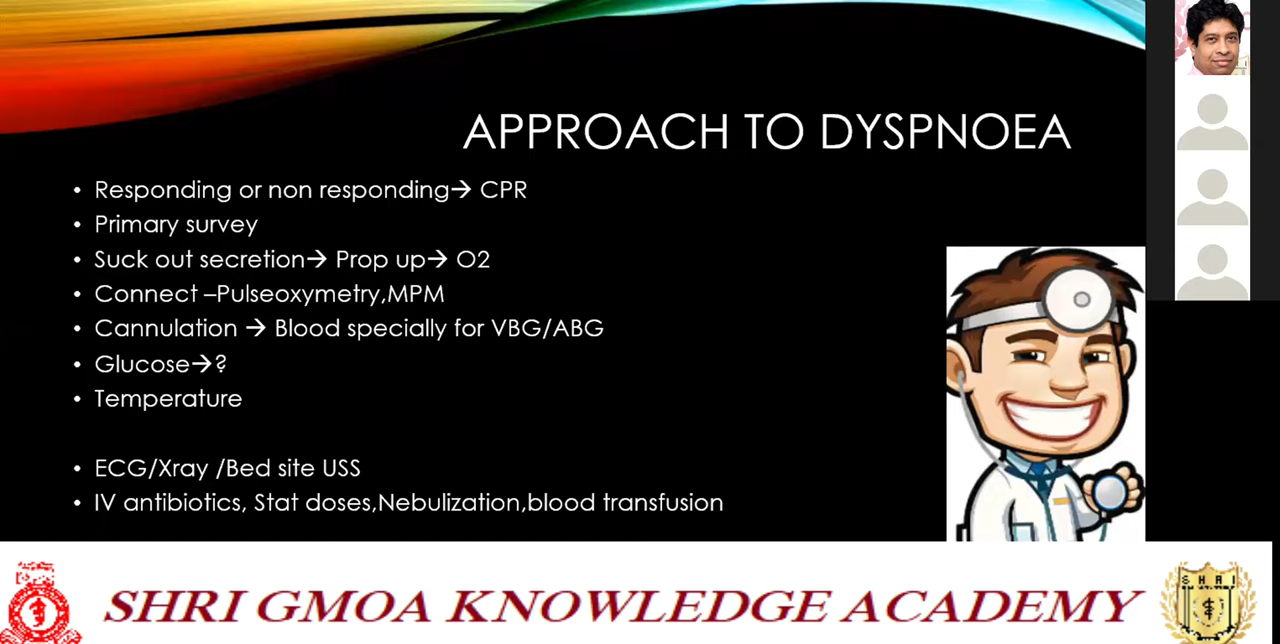 APPROACH TO DYSPNOEA
• Responding or non responding→ CPR
• Primary survey
• Suck out secretion→ Prop up→ O2
• Connect –Pulseoxymetry,MPM
• Cannulation → Blood specially for VBG/ABG
• Glucose→?
• Temperature
• ECG/Xray /Bed site USS
• IV antibiotics, Stat doses,Nebulization,blood transfusion
SHRI GMOA KNOWLEDGE ACADEMY
S H R I